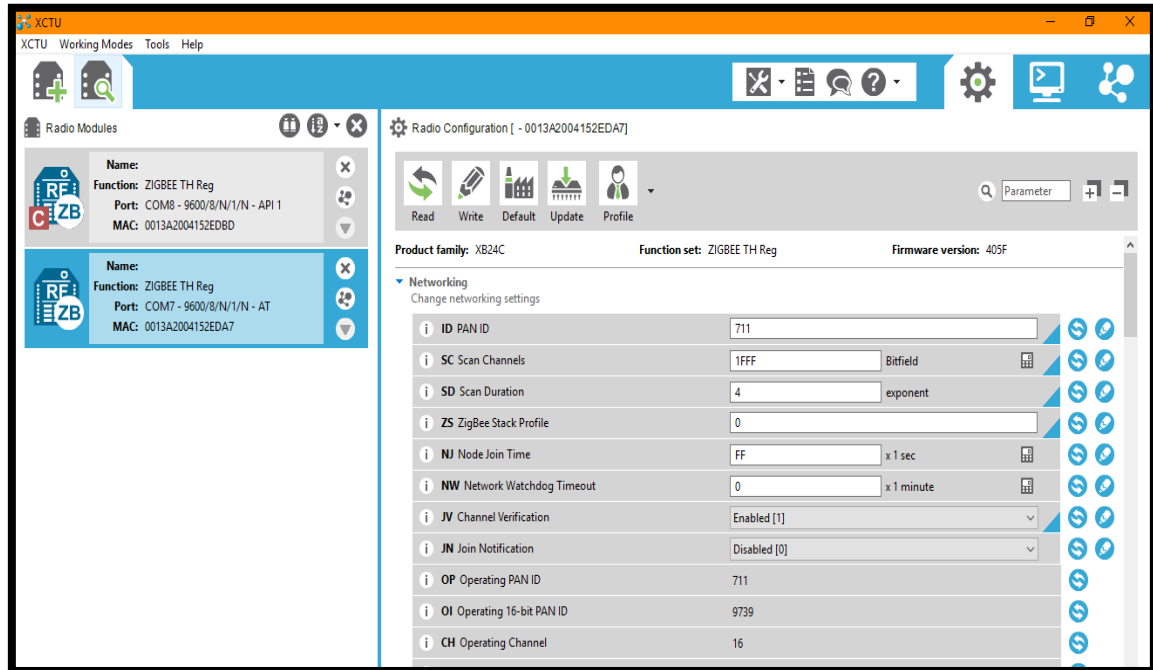 XCTU
XCTU Working Modes Tools Help
Radio Modules
Name:
Function: ZIGBEE TH Reg
Port: COM8 - 9600/8/N/1/N - API 1
MAC: 0013A2004152EDBD
RF
C ZB
Name:
Function: ZIGBEE TH Reg
Port: COM7 - 9600/8/N/1/N - AT
MAC: 0013A2004152EDA7
RF
ZB
Radio Configuration [ - 0013A2004152EDA7]
Read Write Default Update Profile
Parameter
Product family: XB24C Function set: ZIGBEE TH Reg Firmware version: 405F
Networking
Change networking settings
i ID PAN ID 711
i SC Scan Channels 1FFF Bitfield
i SD Scan Duration 4 exponent
i ZS ZigBee Stack Profile 0
i NJ Node Join Time FF x 1 sec
i NW Network Watchdog Timeout 0 x 1 minute
i JV Channel Verification Enabled [1]
i JN Join Notification Disabled [0]
i OP Operating PAN ID 711
i OI Operating 16-bit PAN ID 9739
i CH Operating Channel 16